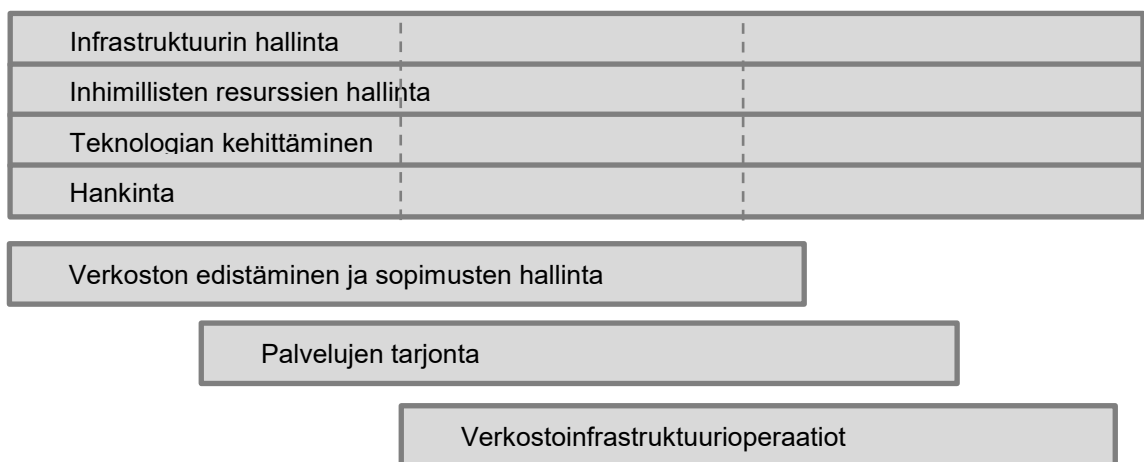 Infrastruktuurin hallinta
Inhimillisten resurssien hallinta
Teknologian kehittäminen
Hankinta
Verkoston edistäminen ja sopimusten hallinta
Palvelujen tarjonta
Verkostoinfrastruktuurioperaatiot